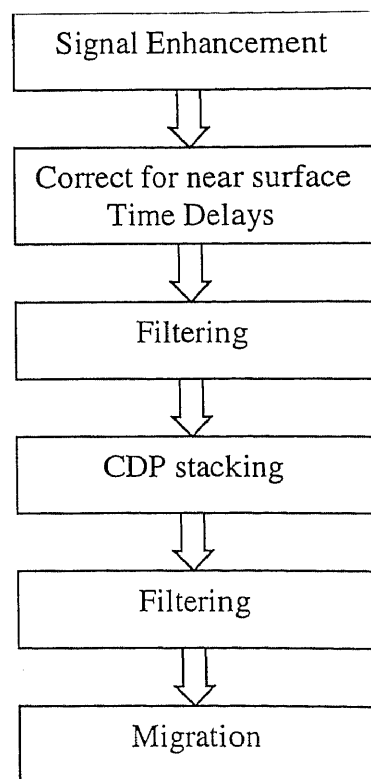 Signal Enhancement
Correct for near surface
Time Delays
Filtering
CDP stacking
Filtering
Migration